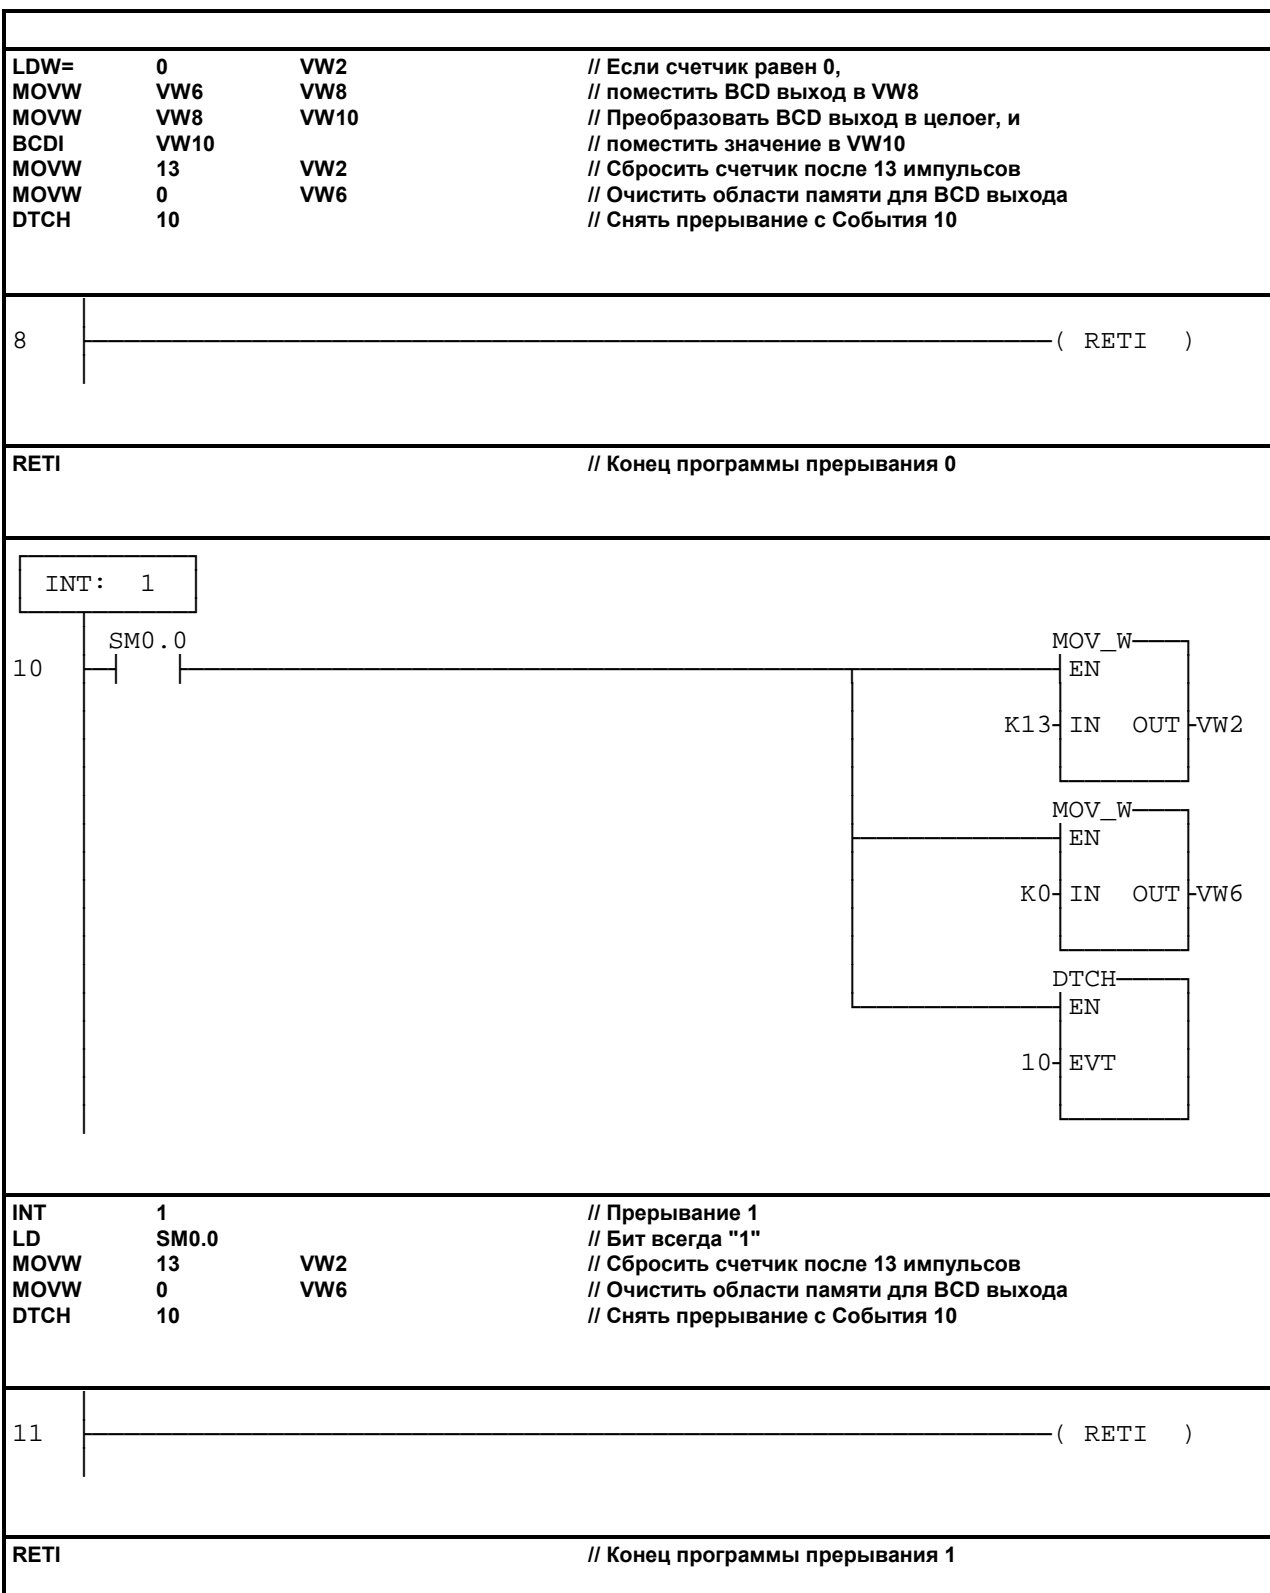 LDW= 0 VW2 // Если счетчик равен 0,
MOVW VW6 VW8 // поместить BCD выход в VW8
MOVW VW8 VW10 // Преобразовать BCD выход в целоеr, и
BCDI VW10 // поместить значение в VW10
MOVW 13 VW2 // Сбросить счетчик после 13 импульсов
MOVW 0 VW6 // Очистить области памяти для BCD выхода
DTCH 10 // Снять прерывание с События 10
8 ( RETI )
RETI // Конец программы прерывания 0
INT: 1
SM0.0 MOV_W
10 EN
K13 IN OUT VW2
MOV_W
EN
K0 IN OUT VW6
DTCH
EN
10 EVT
INT 1 // Прерывание 1
LD SM0.0 // Бит всегда "1"
MOVW 13 VW2 // Сбросить счетчик после 13 импульсов
MOVW 0 VW6 // Очистить области памяти для BCD выхода
DTCH 10 // Снять прерывание с События 10
11 ( RETI )
RETI // Конец программы прерывания 1